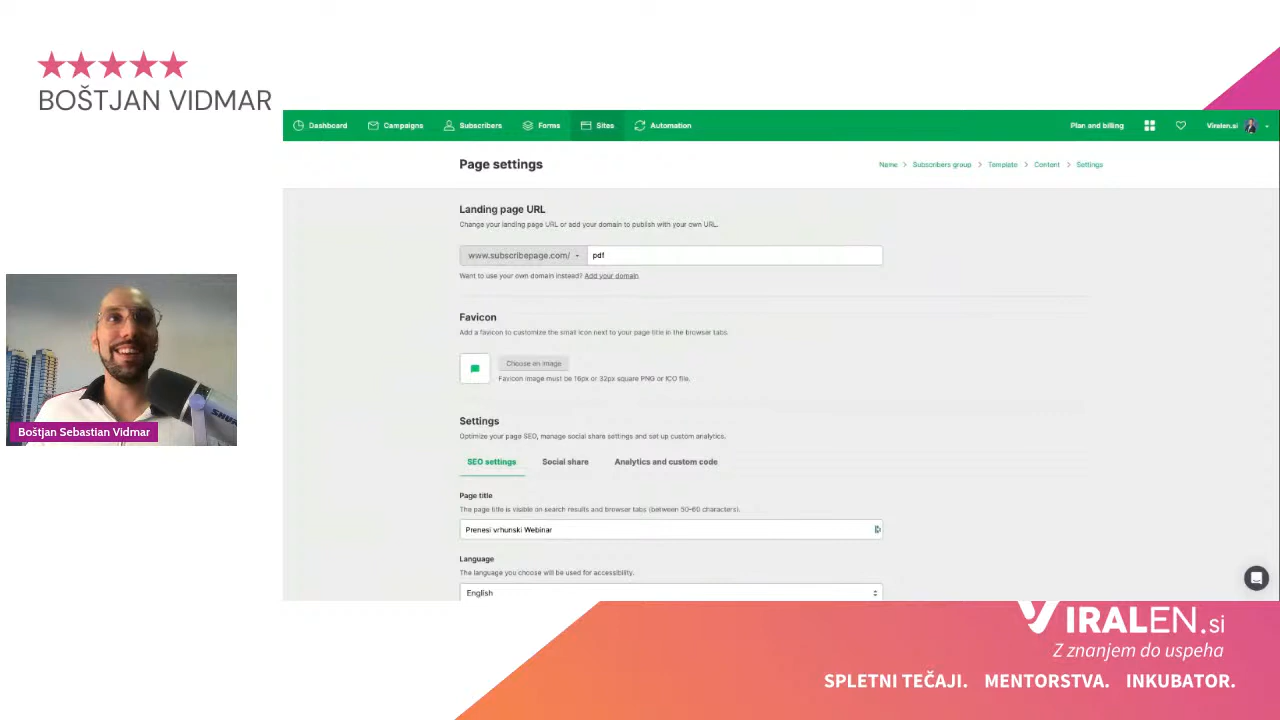 BOŠTJAN VIDMAR
Dashboard Campaigns Subscribers Forms Sites Automation Plan and billing Viralen.si
Page settings
Name > Subscribers group > Template > Content > Settings
Landing page URL
Change your landing page URL or add your domain to publish with your own URL.
www.subscribepage.com/ pdf
Want to use your own domain instead? Add your domain
Favicon
Add a favicon to customize the small icon next to your page title in the browser tabs.
Choose an image
Favicon image must be 16px or 32px square PNG or ICO file.
Settings
Optimize your page SEO, manage social share settings and set up custom analytics.
SEO settings Social share Analytics and custom code
Page title
The page title is visible on search results and browser tabs (between 50-60 characters).
Prenesi vrhunski Webinar
Language
The language you choose will be used for accessibility.
English
SHURE
Boštjan Sebastian Vidmar
VIRALEN.si
Z znanjem do uspeha
SPLETNI TEČAJI. MENTORSTVA. INKUBATOR.